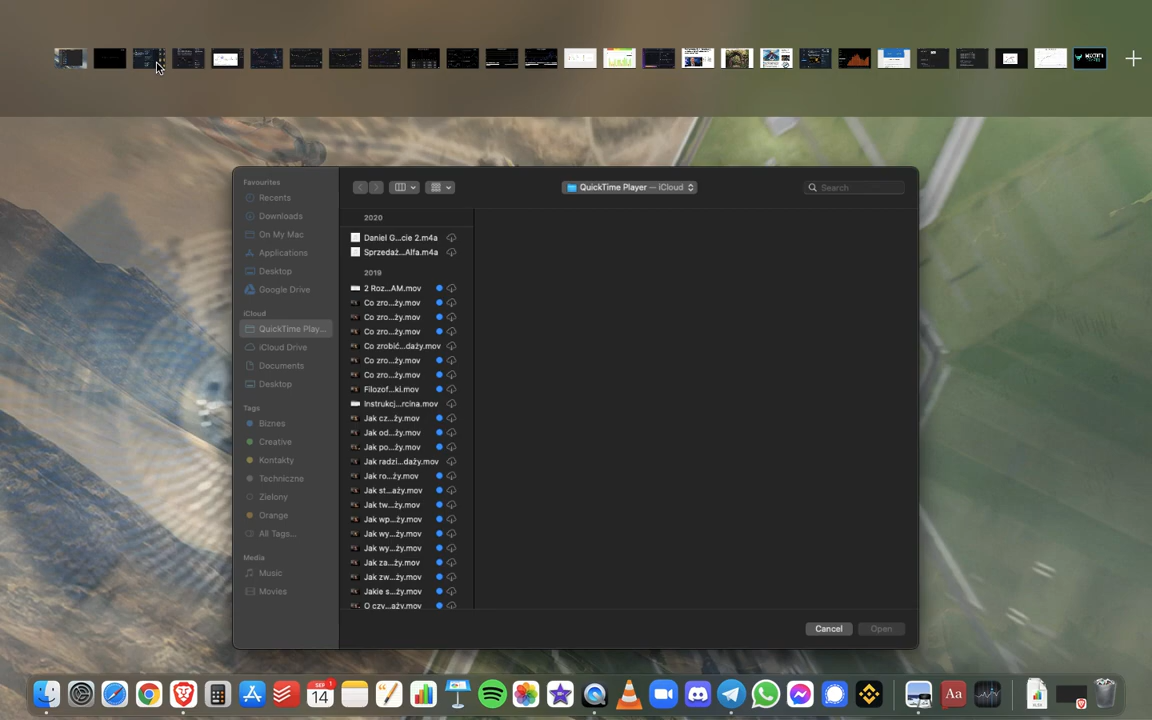 Favourites
Recents
Downloads
On My Mac
Applications
Desktop
Google Drive
iCloud
QuickTime Play...
iCloud Drive
Documents
Desktop
Tags
Biznes
Creative
Kontakty
Techniczne
Zielony
Orange
All Tags...
Media
Music
Movies
QuickTime Player — iCloud
Search
2020
Daniel G...cie 2.m4a
Sprzedaż...Alfa.m4a
2019
2 Roz...AM.mov
Co zro...ży.mov
Co zro...ży.mov
Co zro...ży.mov
Co zrobić...daży.mov
Co zro...ży.mov
Co zro...ży.mov
Filozof...ki.mov
Instrukcj...rcina.mov
Jak cz...ży.mov
Jak od...ży.mov
Jak po...ży.mov
Jak radzi...daży.mov
Jak ro...ży.mov
Jak st...aży.mov
Jak tw...ży.mov
Jak wp...ży.mov
Jak wy...ży.mov
Jak wy...ży.mov
Jak za...ży.mov
Jak zw...ży.mov
Jakie s...ży.mov
O czy...aży.mov
Cancel
Open
SEP
1
14
Aa